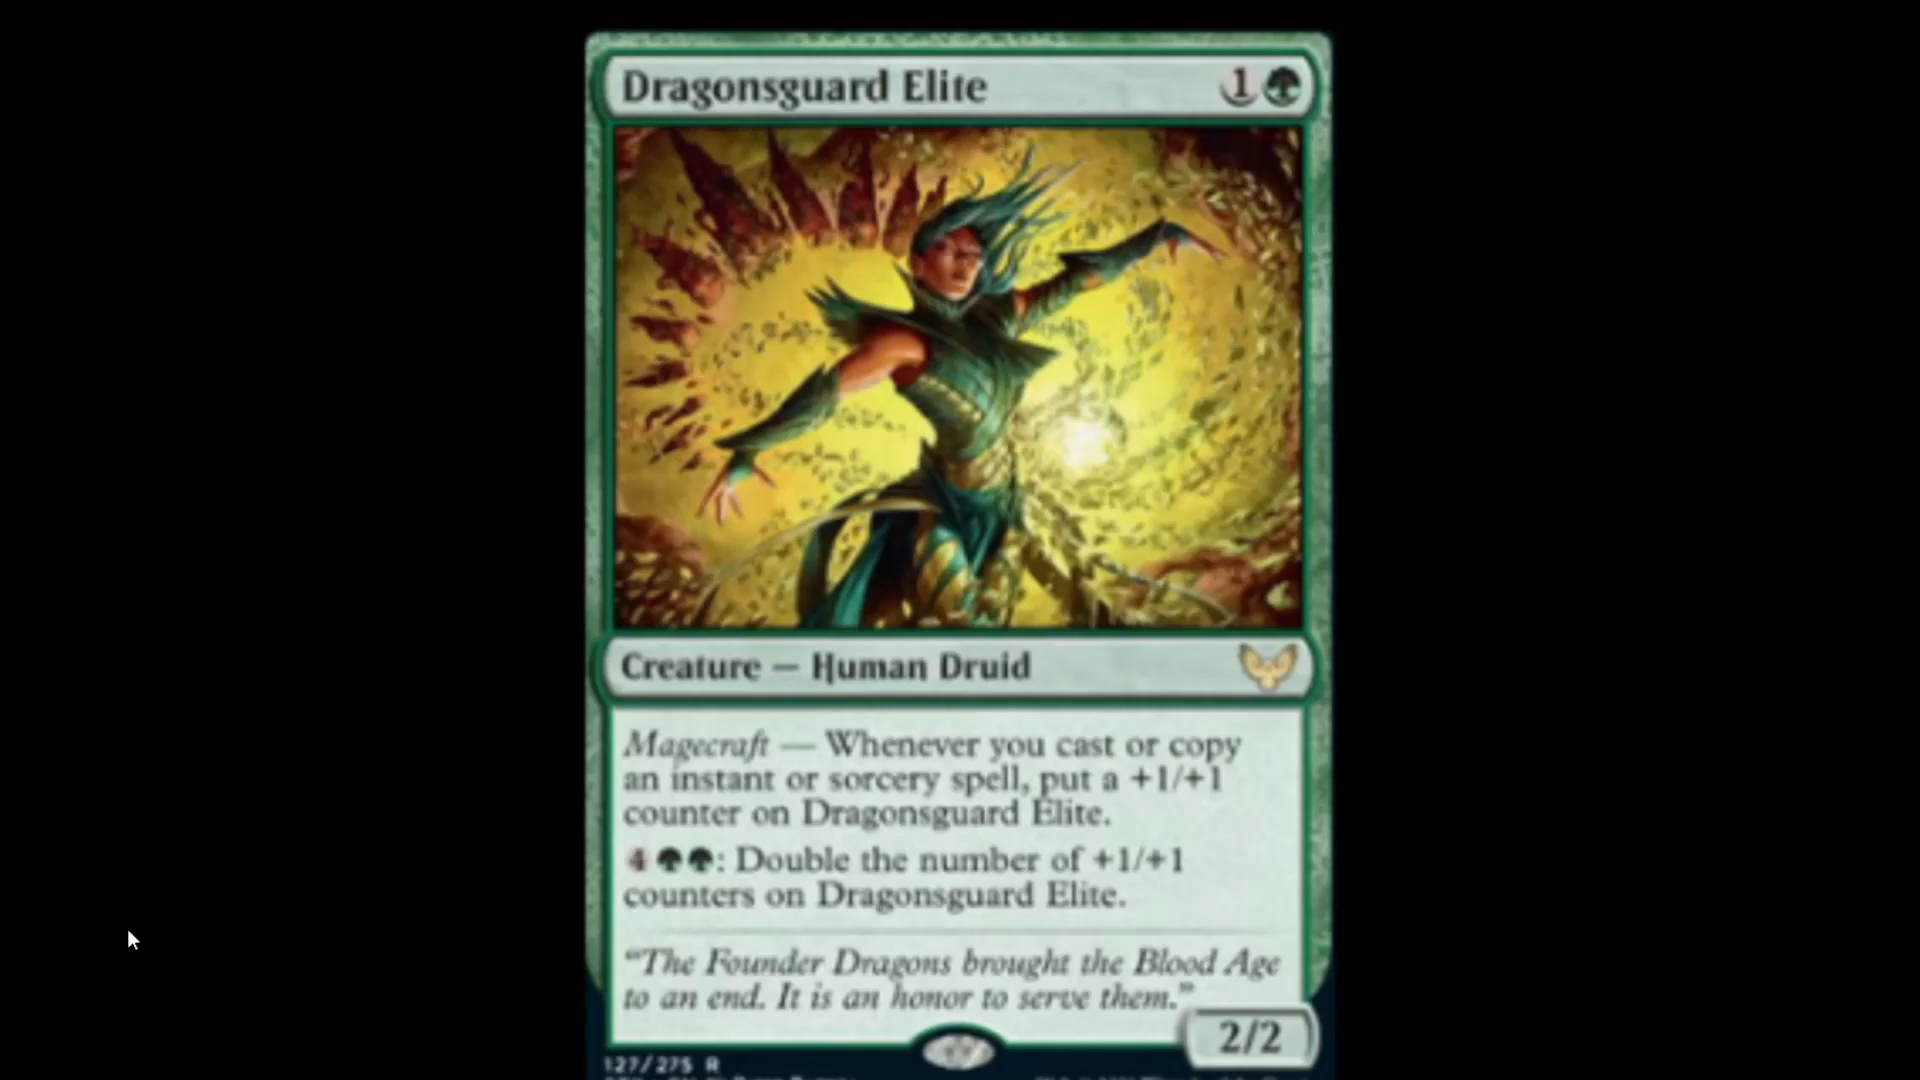 Dragonsguard Elite 1
Creature — Human Druid
Magecraft — Whenever you cast or copy
an instant or sorcery spell, put a +1/+1
counter on Dragonsguard Elite.
4 : Double the number of +1/+1
counters on Dragonsguard Elite.
“The Founder Dragons brought the Blood Age
to an end. It is an honor to serve them.”
2/2
127/275 R